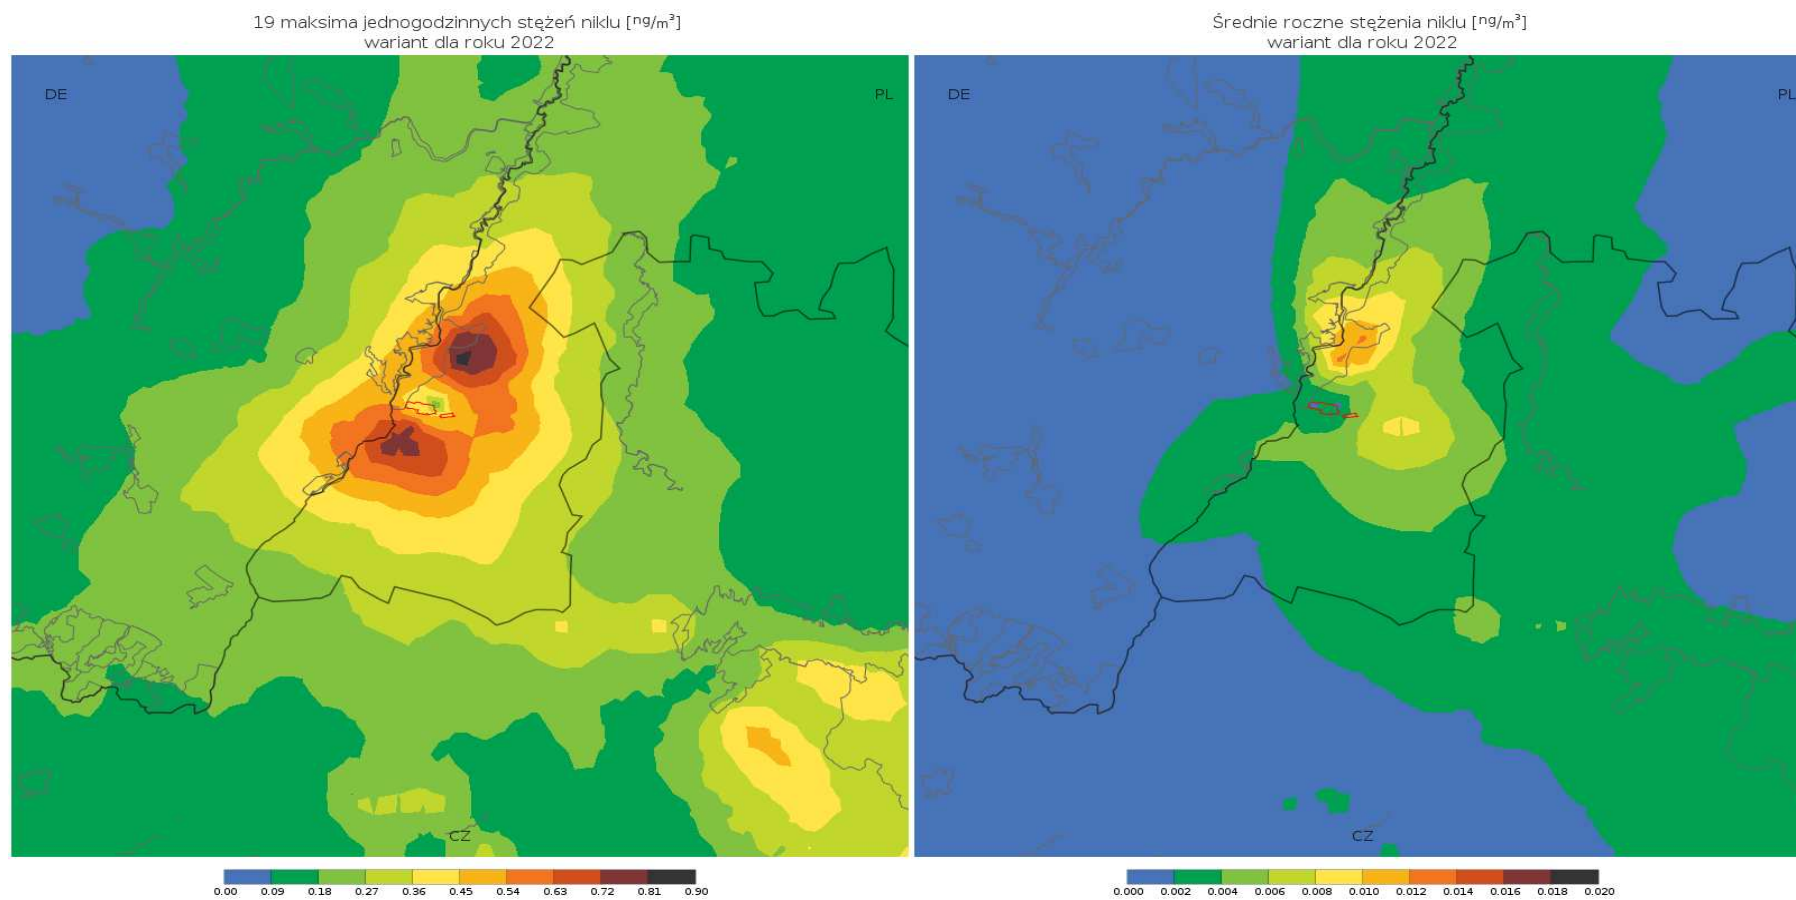 19 maksima jednogodzinnych stężeń niklu [ng/m³]
wariant dla roku 2022
DE
PL
CZ
0.00 0.09 0.18 0.27 0.36 0.45 0.54 0.63 0.72 0.81 0.90
Średnie roczne stężenia niklu [ng/m³]
wariant dla roku 2022
DE
PL
CZ
0.000 0.002 0.004 0.006 0.008 0.010 0.012 0.014 0.016 0.018 0.020